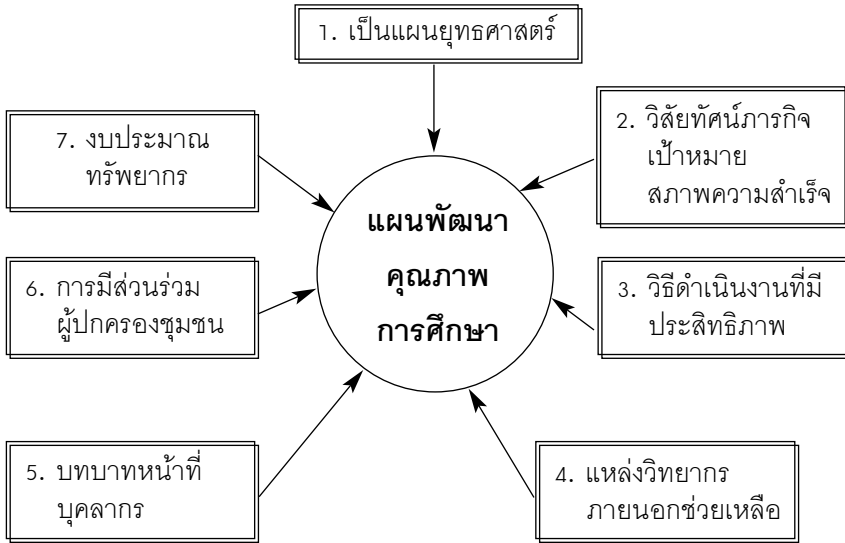 1. เป็นแผนยุทธศาสตร์
2. วิสัยทัศน์ภารกิจ
เป้าหมาย
สภาพความสำเร็จ
3. วิธีดำเนินงานที่มี
ประสิทธิภาพ
4. แหล่งวิทยากร
ภายนอกช่วยเหลือ
5. บทบาทหน้าที่
บุคลากร
6. การมีส่วนร่วม
ผู้ปกครองชุมชน
7. งบประมาณ
ทรัพยากร
แผนพัฒนา
คุณภาพ
การศึกษา